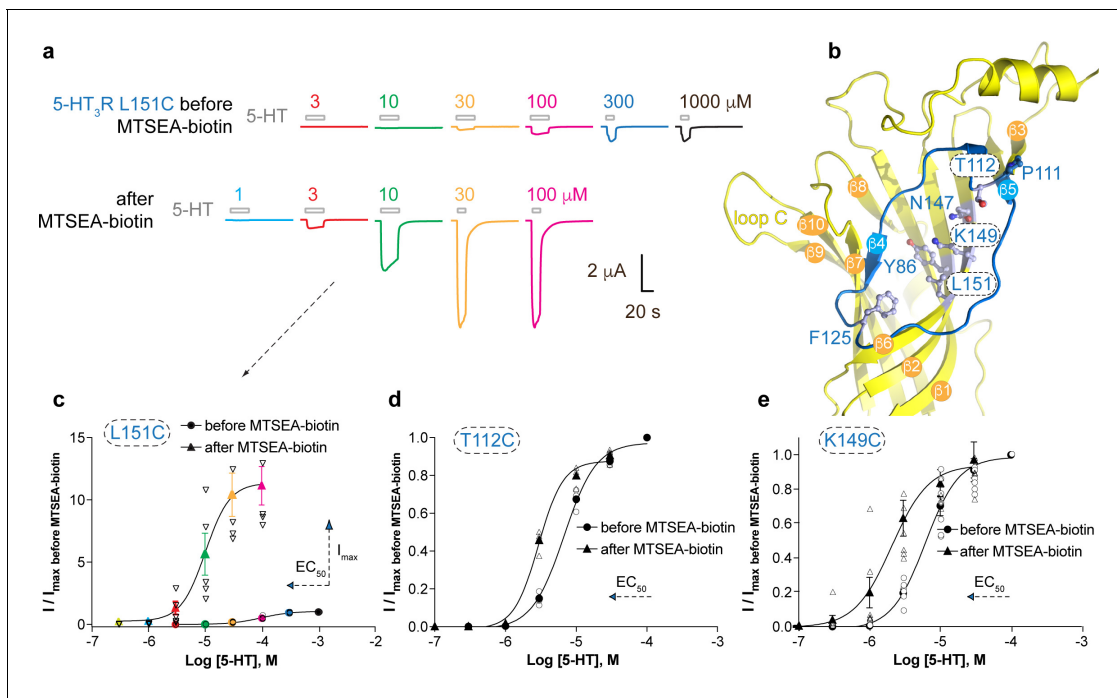 a
5-HT3R L151C before
MTSEA-biotin
5-HT
3 10 30 100 300 1000 μM
after
MTSEA-biotin
5-HT
1 3 10 30 100 μM
2 μA
20 s
b
β3
T112
P111
β5
β8
N147
loop C
β10
K149
β4
β9
β7
Y86
L151
F125
β6
β2
β1
c
L151C
before MTSEA-biotin
after MTSEA-biotin
I / Imax before MTSEA-biotin
15
10
5
0
Imax
EC50
-7 -6 -5 -4 -3 -2
Log [5-HT], M
d
T112C
I / Imax before MTSEA-biotin
1.0
0.8
0.6
0.4
0.2
0.0
before MTSEA-biotin
after MTSEA-biotin
EC50
-7 -6 -5 -4 -3
Log [5-HT], M
e
K149C
I / Imax before MTSEA-biotin
1.0
0.8
0.6
0.4
0.2
0.0
before MTSEA-biotin
after MTSEA-biotin
EC50
-7 -6 -5 -4 -3
Log [5-HT], M